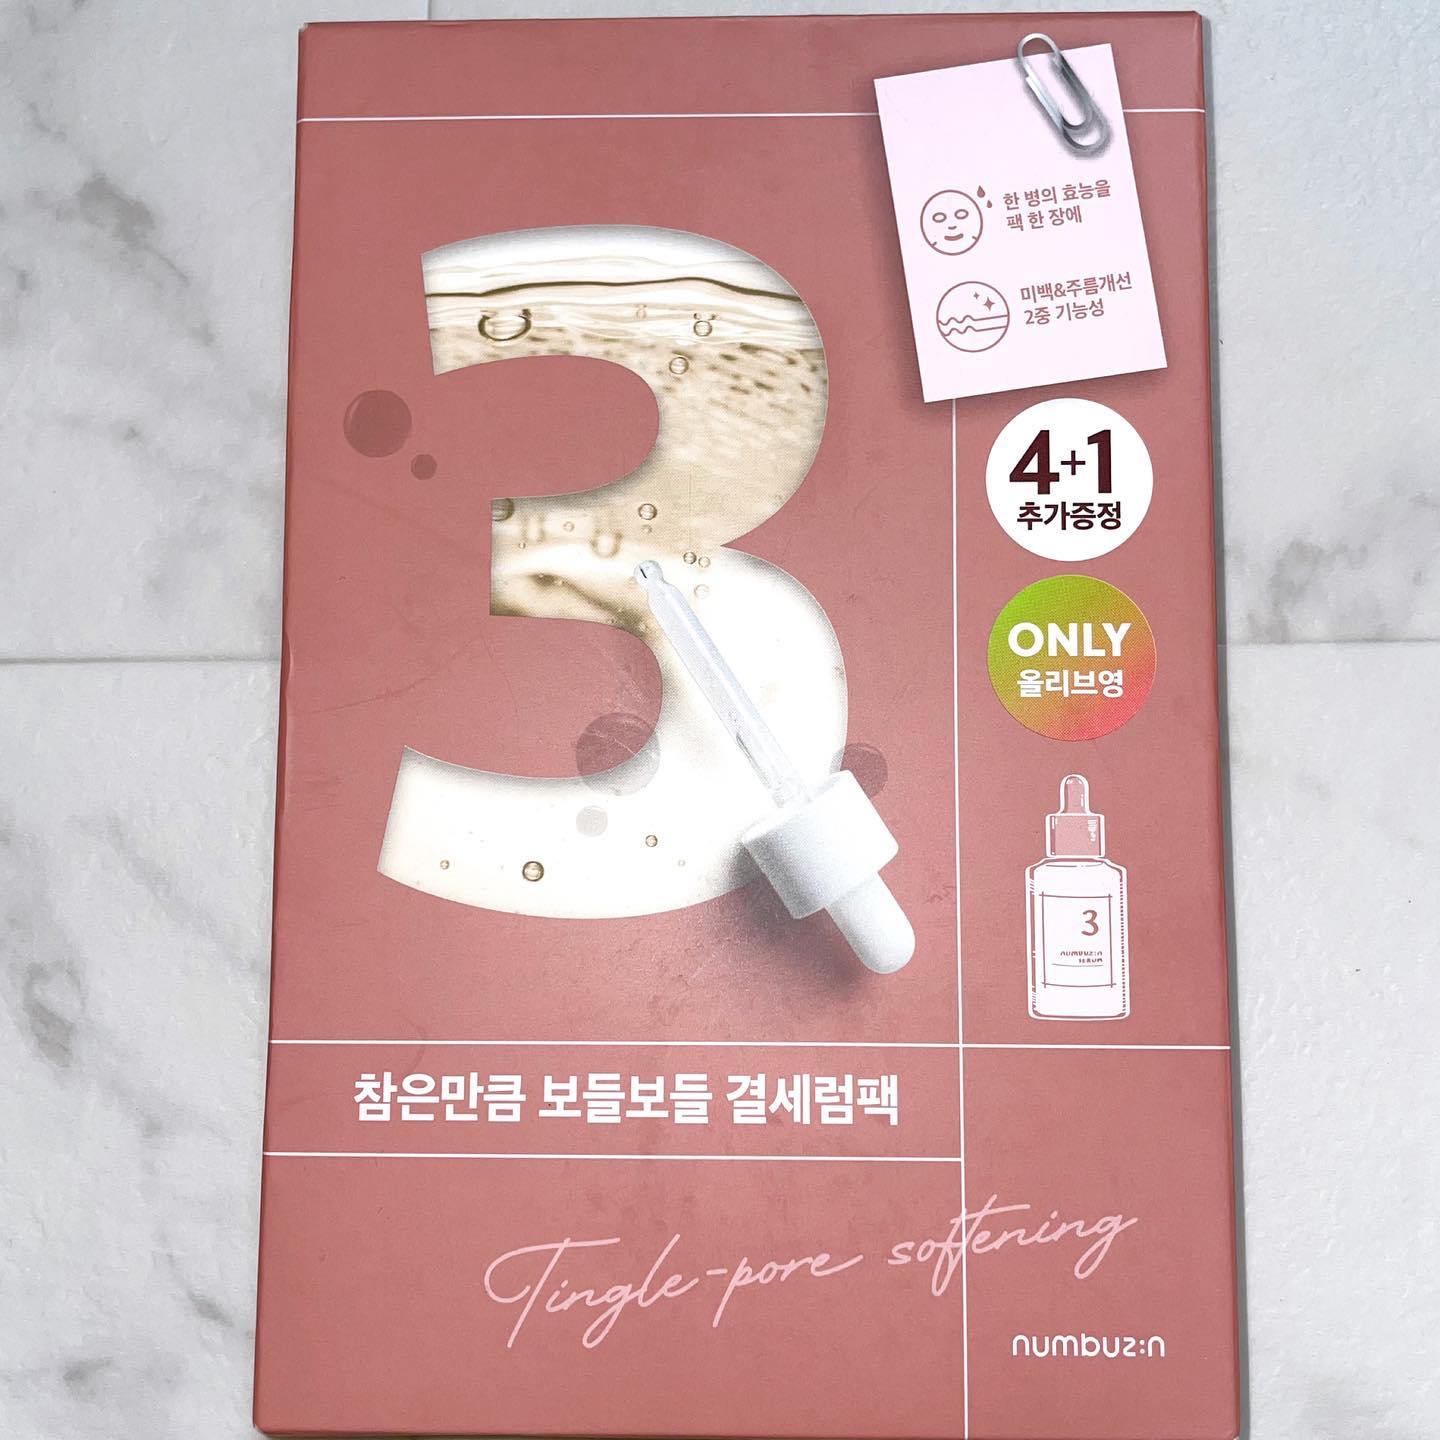 한 병의 효능을
팩 한 장에
미백&주름개선
2중 기능성
4+1
추가증정
ONLY
올리브영
3
3
numbuz:n
SERUM
참은만큼 보들보들 결세럼팩
Tingle-pore softening
numbuz:n